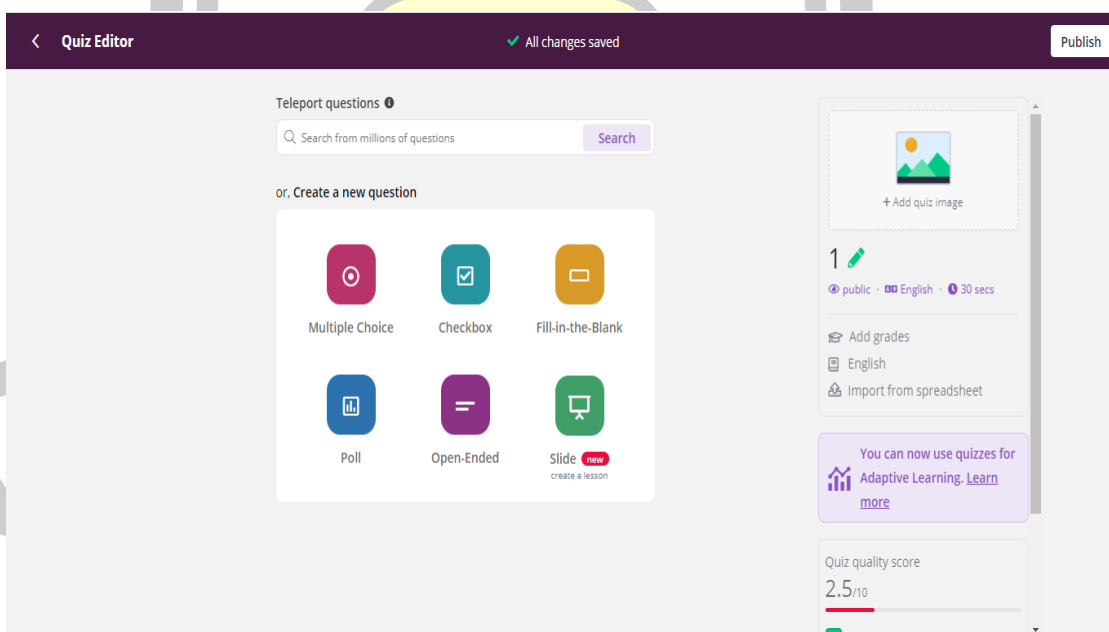 Quiz Editor
All changes saved
Publish
Teleport questions
Search from millions of questions
Search
or, Create a new question
Multiple Choice
Checkbox
Fill-in-the-Blank
Poll
Open-Ended
Slide new
create a lesson
+ Add quiz image
1
public · English · 30 secs
Add grades
English
Import from spreadsheet
You can now use quizzes for
Adaptive Learning. Learn
more
Quiz quality score
2.5/10